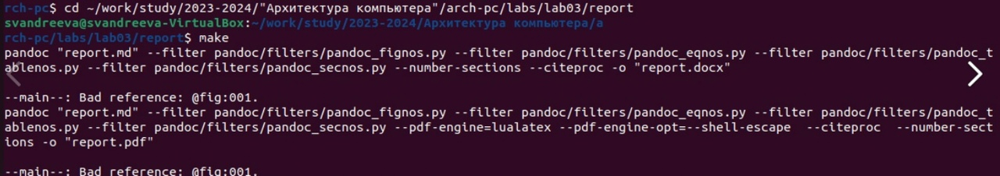 rch-pc$ cd ~/work/study/2023-2024/"Архитектура компьютера"/arch-pc/labs/lab03/report
svandreeva@svandreeva-VirtualBox:~/work/study/2023-2024/Архитектура компьютера/a
rch-pc/labs/lab03/report$ make
pandoc "report.md" --filter pandoc/filters/pandoc_fignos.py --filter pandoc/filters/pandoc_eqnos.py --filter pandoc/filters/pandoc_t
ablenos.py --filter pandoc/filters/pandoc_secnos.py --number-sections --citeproc -o "report.docx"
--main--: Bad reference: @fig:001.
pandoc "report.md" --filter pandoc/filters/pandoc_fignos.py --filter pandoc/filters/pandoc_eqnos.py --filter pandoc/filters/pandoc_t
ablenos.py --filter pandoc/filters/pandoc_secnos.py --pdf-engine=lualatex --pdf-engine-opt=--shell-escape  --citeproc  --number-sect
ions -o "report.pdf"
--main--: Bad reference: @fig:001.